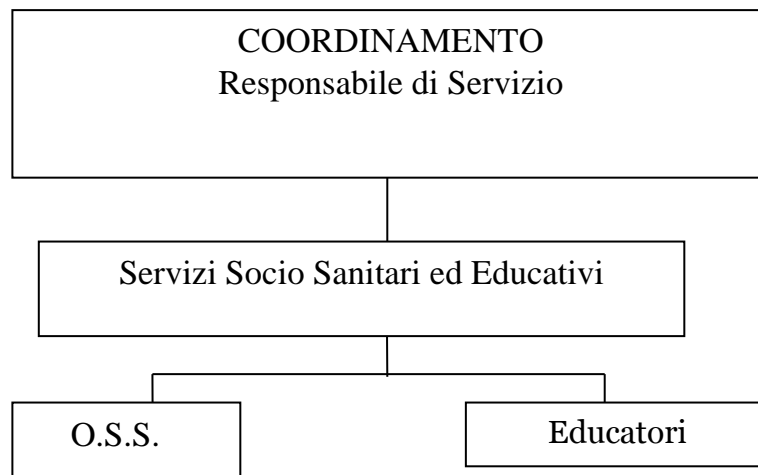 COORDINAMENTO
Responsabile di Servizio
Servizi Socio Sanitari ed Educativi
O.S.S.
Educatori